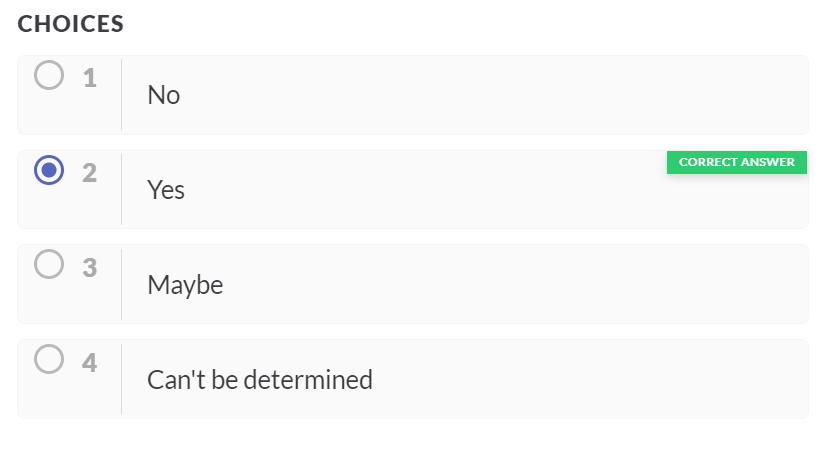 CHOICES
1
No
CORRECT ANSWER
2
Yes
3
Maybe
4
Can't be determined